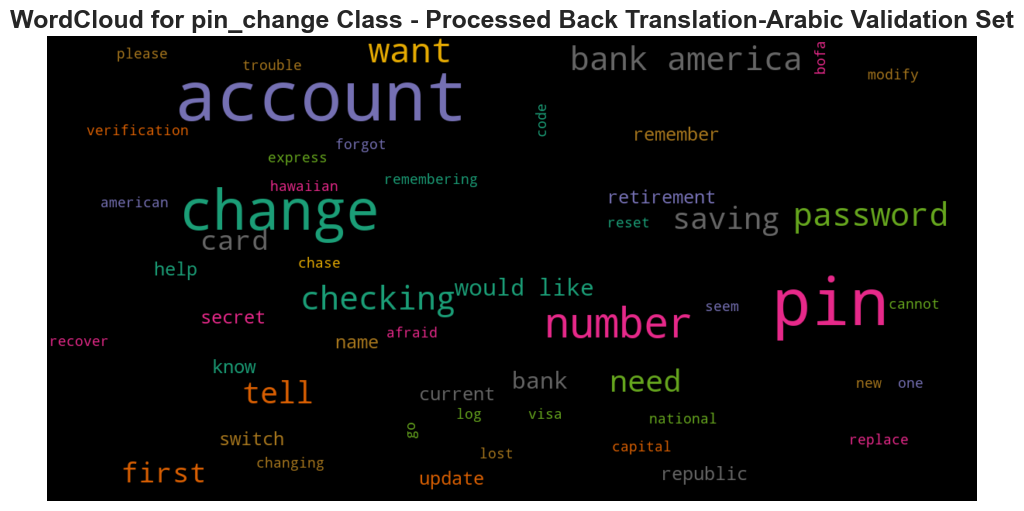 WordCloud for pin_change Class - Processed Back Translation-Arabic Validation Set
please
trouble
want
bank america
bofa
modify
account
code
verification
remember
forgot
express
hawaiian
remembering
american
retirement
change
reset
saving
password
card
help
chase
checking
would like
pin
secret
number
seem
cannot
recover
afraid
name
know
tell
current
bank
need
new
one
log
visa
go
national
switch
capital
replace
lost
changing
first
update
republic